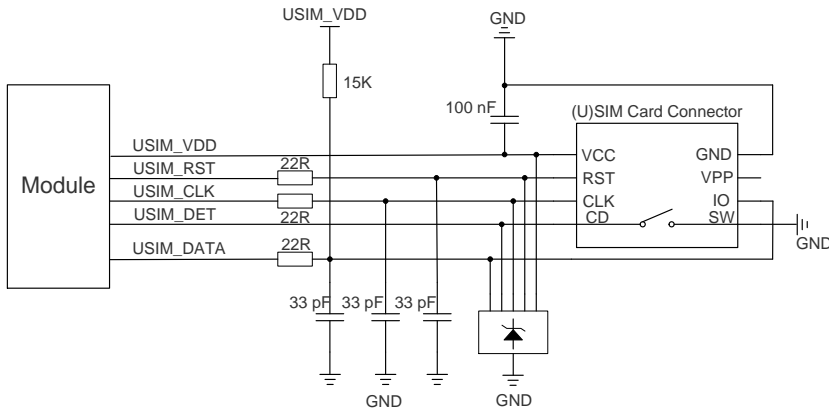 USIM_VDD
GND
15K
100 nF
(U)SIM Card Connector
Module
USIM_VDD
USIM_RST
22R
USIM_CLK
USIM_DET
22R
USIM_DATA
22R
VCC
GND
RST
VPP
CLK
IO
CD
SW
GND
33 pF
33 pF
33 pF
GND
GND